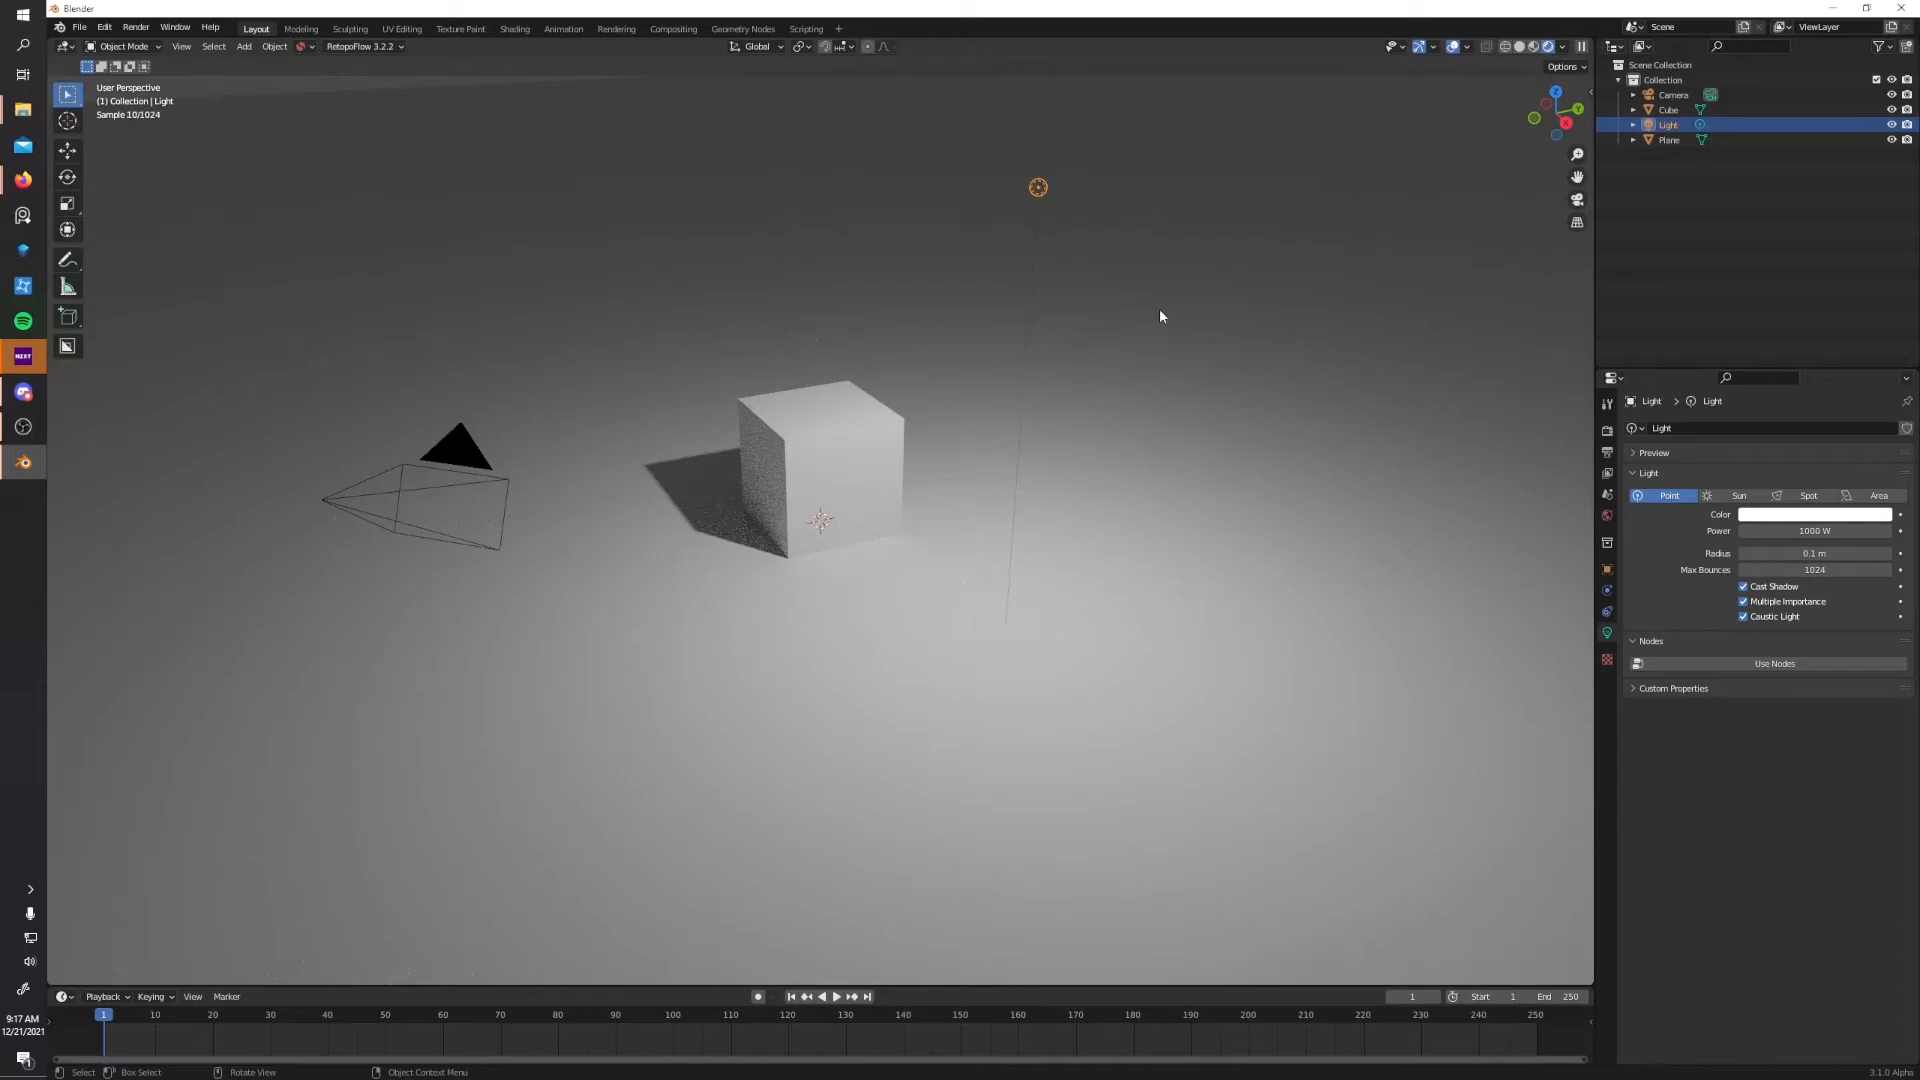 Blender
File Edit Render Window Help Layout Modeling Sculpting UV Editing Texture Paint Shading Animation Rendering Compositing Geometry Nodes Scripting + Scene ViewLayer
Object Mode View Select Add Object RetopoFlow 3.2.2 Global
Options
User Perspective
(1) Collection | Light
Sample 10/1024
Z
Y
X
Scene Collection
Collection
Camera
Cube
Light
Plane
Light > Light
Light
Preview
Light
Point Sun Spot Area
Color
Power 1000 W
Radius 0.1 m
Max Bounces 1024
Cast Shadow
Multiple Importance
Caustic Light
Nodes
Use Nodes
Custom Properties
NZXT
Playback Keying View Marker 1 Start 1 End 250
1 10 20 30 40 50 60 70 80 90 100 110 120 130 140 150 160 170 180 190 200 210 220 230 240 250
9:17 AM
12/21/2021
1
Select Box Select Rotate View Object Context Menu 3.1.0 Alpha